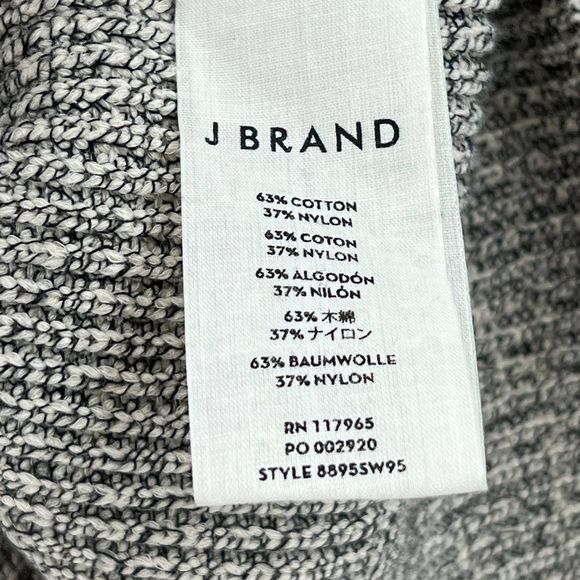 J BRAND
63% COTTON
37% NYLON
63% COTON
37% NYLON
63% ALGODÓN
37% NILÓN
63% 木綿
37% ナイロン
63% BAUMWOLLE
37% NYLON
RN 117965
PO 002920
STYLE 8895SW95